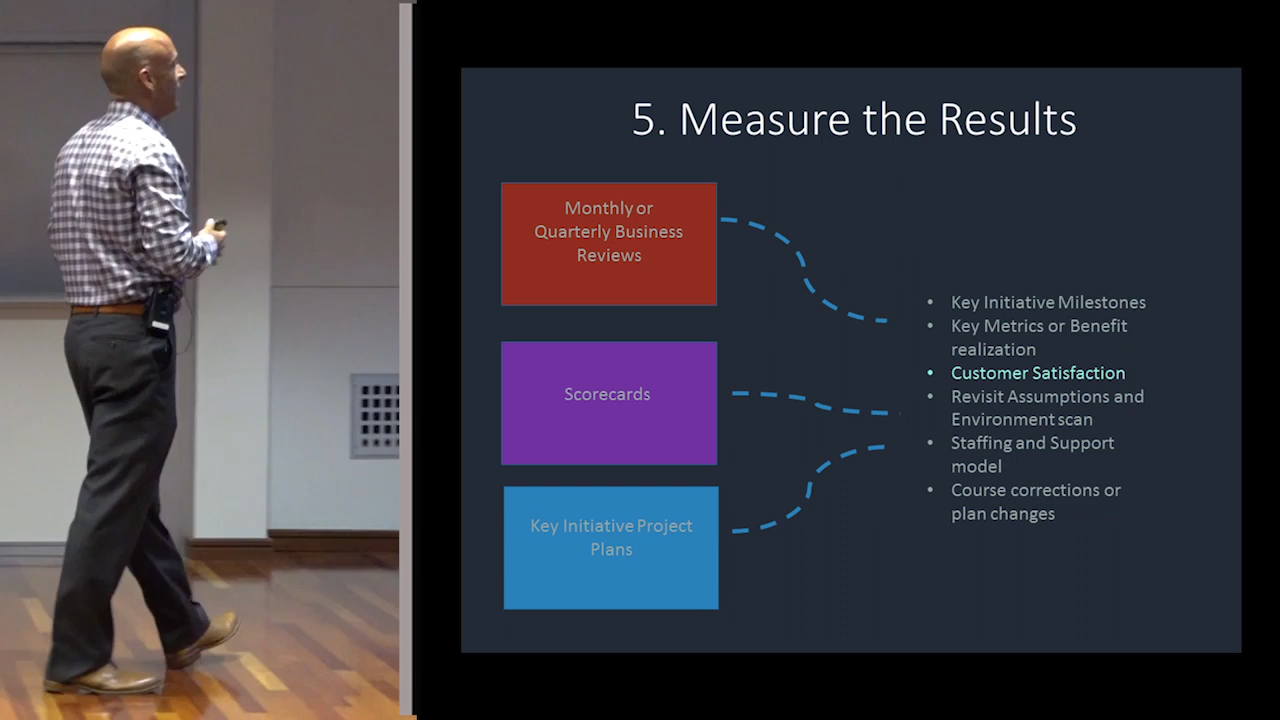 5. Measure the Results
Monthly or
Quarterly Business
Reviews
Scorecards
Key Initiative Project
Plans
• Key Initiative Milestones
• Key Metrics or Benefit
realization
• Customer Satisfaction
• Revisit Assumptions and
Environment scan
• Staffing and Support
model
• Course corrections or
plan changes